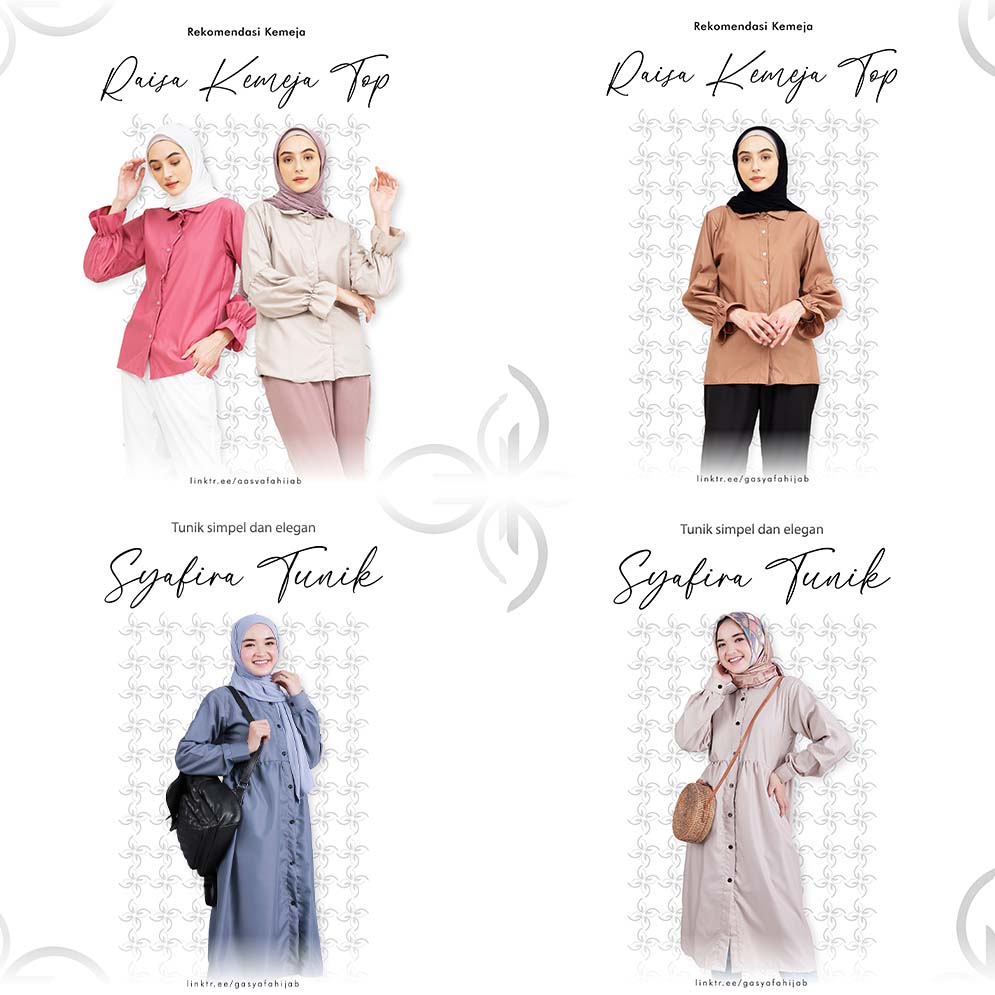 Rekomendasi Kemeja
Raisa Kemeja Top
linktr.ee/gasyafahijab
Rekomendasi Kemeja
Raisa Kemeja Top
linktr.ee/gasyafahijab
Tunik simpel dan elegan
Syafira Tunik
linktr.ee/gasyafahijab
Tunik simpel dan elegan
Syafira Tunik
linktr.ee/gasyafahijab